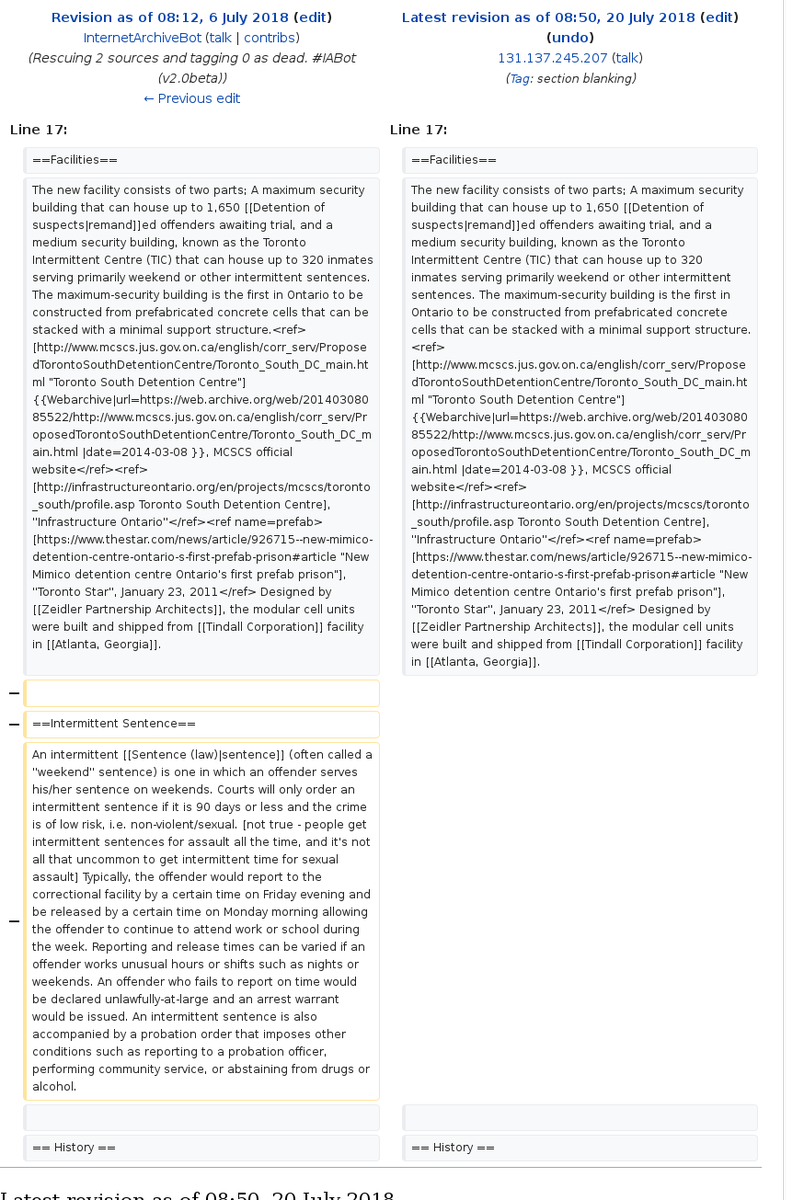 Revision as of 08:12, 6 July 2018 (edit)
InternetArchiveBot (talk | contribs)
(Rescuing 2 sources and tagging 0 as dead. #IABot
(v2.0beta))
← Previous edit
Latest revision as of 08:50, 20 July 2018 (edit)
(undo)
131.137.245.207 (talk)
(Tag: section blanking)
Line 17:
Line 17:
==Facilities==
==Facilities==
The new facility consists of two parts; A maximum security
building that can house up to 1,650 [[Detention of
suspects|remand]]ed offenders awaiting trial, and a
medium security building, known as the Toronto
Intermittent Centre (TIC) that can house up to 320 inmates
serving primarily weekend or other intermittent sentences.
The maximum-security building is the first in Ontario to be
constructed from prefabricated concrete cells that can be
stacked with a minimal support structure.<ref>
[http://www.mcscs.jus.gov.on.ca/english/corr_serv/Propose
dTorontoSouthDetentionCentre/Toronto_South_DC_main.ht
ml "Toronto South Detention Centre"]
{{Webarchive|url=https://web.archive.org/web/201403080
85522/http://www.mcscs.jus.gov.on.ca/english/corr_serv/Pr
oposedTorontoSouthDetentionCentre/Toronto_South_DC_m
ain.html |date=2014-03-08 }}, MCSCS official
website</ref><ref>
[http://infrastructureontario.org/en/projects/mcscs/toronto
_south/profile.asp Toronto South Detention Centre],
''Infrastructure Ontario''</ref><ref name=prefab>
[https://www.thestar.com/news/article/926715--new-mimico-
detention-centre-ontario-s-first-prefab-prison#article "New
Mimico detention centre Ontario's first prefab prison"],
''Toronto Star'', January 23, 2011</ref> Designed by
[[Zeidler Partnership Architects]], the modular cell units
were built and shipped from [[Tindall Corporation]] facility
in [[Atlanta, Georgia]].
The new facility consists of two parts; A maximum security
building that can house up to 1,650 [[Detention of
suspects|remand]]ed offenders awaiting trial, and a
medium security building, known as the Toronto
Intermittent Centre (TIC) that can house up to 320
inmates serving primarily weekend or other intermittent
sentences. The maximum-security building is the first in
Ontario to be constructed from prefabricated concrete
cells that can be stacked with a minimal support structure.
<ref>
[http://www.mcscs.jus.gov.on.ca/english/corr_serv/Propose
dTorontoSouthDetentionCentre/Toronto_South_DC_main.ht
ml "Toronto South Detention Centre"]
{{Webarchive|url=https://web.archive.org/web/201403080
85522/http://www.mcscs.jus.gov.on.ca/english/corr_serv/Pr
oposedTorontoSouthDetentionCentre/Toronto_South_DC_m
ain.html |date=2014-03-08 }}, MCSCS official
website</ref><ref>
[http://infrastructureontario.org/en/projects/mcscs/toronto
_south/profile.asp Toronto South Detention Centre],
''Infrastructure Ontario''</ref><ref name=prefab>
[https://www.thestar.com/news/article/926715--new-mimico-
detention-centre-ontario-s-first-prefab-prison#article "New
Mimico detention centre Ontario's first prefab prison"],
''Toronto Star'', January 23, 2011</ref> Designed by
[[Zeidler Partnership Architects]], the modular cell units
were built and shipped from [[Tindall Corporation]] facility
in [[Atlanta, Georgia]].
−
− ==Intermittent Sentence==
An intermittent [[Sentence (law)|sentence]] (often called a
"weekend" sentence) is one in which an offender serves
his/her sentence on weekends. Courts will only order an
intermittent sentence if it is 90 days or less and the crime
is of low risk, i.e. non-violent/sexual. [not true - people get
intermittent sentences for assault all the time, and it's not
all that uncommon to get intermittent time for sexual
assault] Typically, the offender would report to the
correctional facility by a certain time on Friday evening and
− be released by a certain time on Monday morning allowing
the offender to continue to attend work or school during
the week. Reporting and release times can be varied if an
offender works unusual hours or shifts such as nights or
weekends. An offender who fails to report on time would
be declared unlawfully-at-large and an arrest warrant
would be issued. An intermittent sentence is also
accompanied by a probation order that imposes other
conditions such as reporting to a probation officer,
performing community service, or abstaining from drugs or
alcohol.
== History ==
== History ==
Latest revision as of 08:50, 20 July 2018